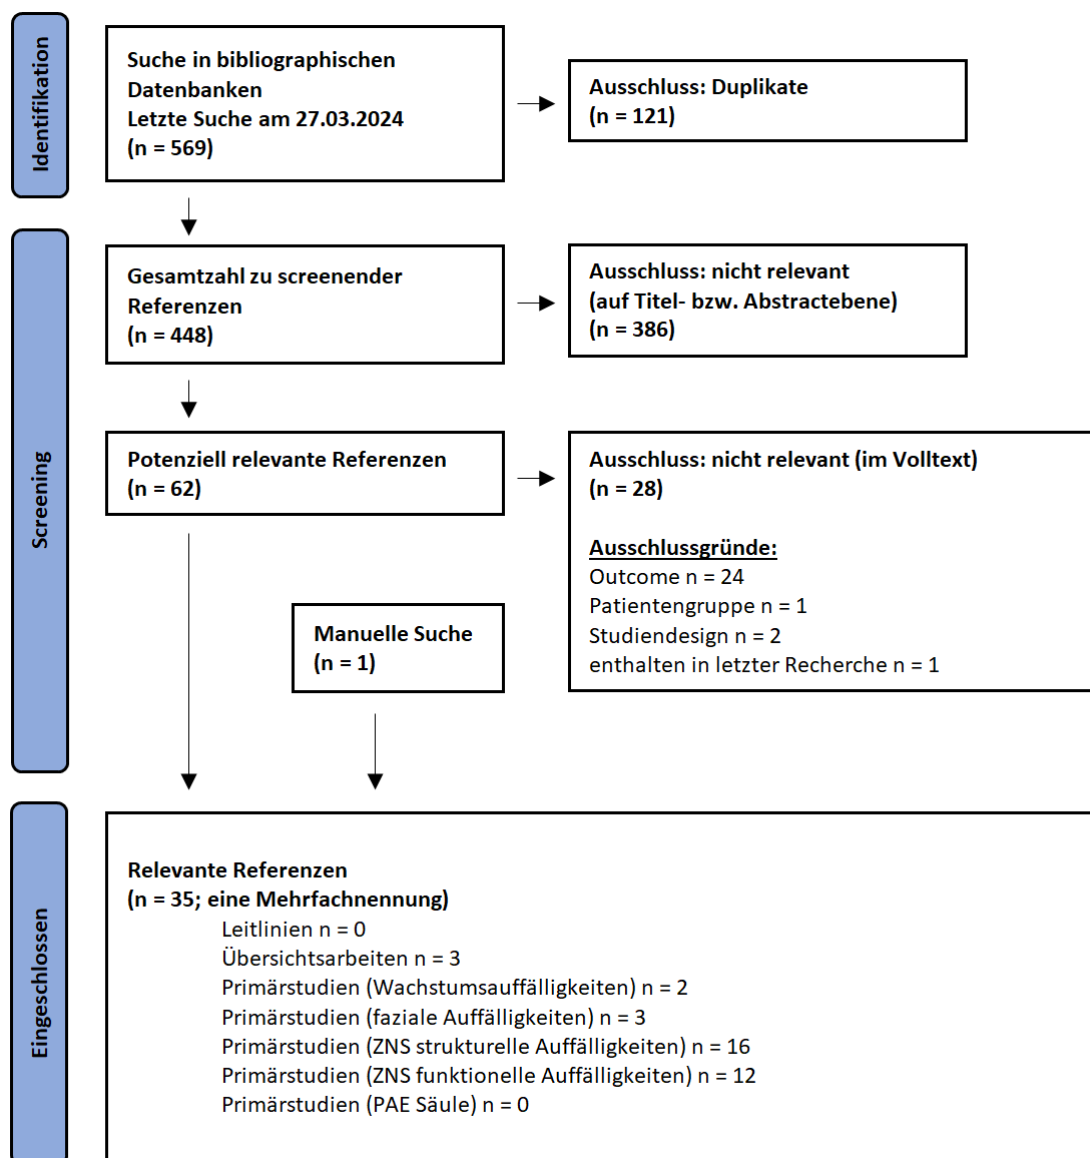 Identifikation
Suche in bibliographischen
Datenbanken
Letzte Suche am 27.03.2024
(n = 569)
Ausschluss: Duplikate
(n = 121)
Screening
Gesamtzahl zu screenender
Referenzen
(n = 448)
Ausschluss: nicht relevant
(auf Titel- bzw. Abstractebene)
(n = 386)
Potenziell relevante Referenzen
(n = 62)
Ausschluss: nicht relevant (im Volltext)
(n = 28)
Ausschlussgründe:
Outcome n = 24
Patientengruppe n = 1
Studiendesign n = 2
enthalten in letzter Recherche n = 1
Manuelle Suche
(n = 1)
Eingeschlossen
Relevante Referenzen
(n = 35; eine Mehrfachnennung)
Leitlinien n = 0
Übersichtsarbeiten n = 3
Primärstudien (Wachstumsauffälligkeiten) n = 2
Primärstudien (faziale Auffälligkeiten) n = 3
Primärstudien (ZNS strukturelle Auffälligkeiten) n = 16
Primärstudien (ZNS funktionelle Auffälligkeiten) n = 12
Primärstudien (PAE Säule) n = 0